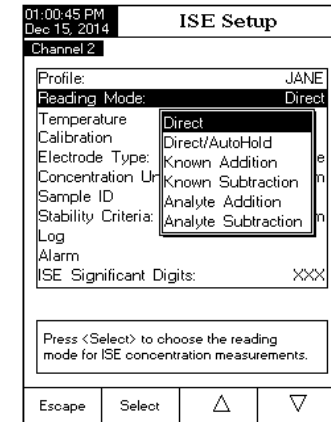 01:00:45 PM
Dec 15, 2014
ISE Setup
Channel 2
Profile: JANE
Reading Mode: Direct
Temperature
Calibration
Electrode Type: e
Concentration Un m
Sample ID
Stability Criteria: m
Log
Alarm
ISE Significant Digits: XXX
Direct
Direct/AutoHold
Known Addition
Known Subtraction
Analyte Addition
Analyte Subtraction
Press <Select> to choose the reading
mode for ISE concentration measurements.
Escape Select